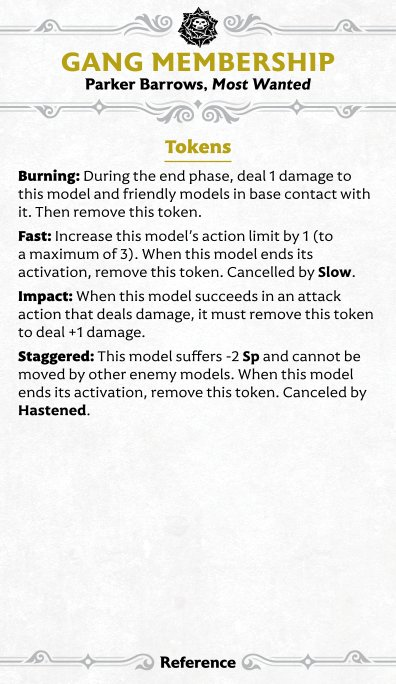 GANG MEMBERSHIP
Parker Barrows, Most Wanted
Tokens
Burning: During the end phase, deal 1 damage to
this model and friendly models in base contact with
it. Then remove this token.
Fast: Increase this model’s action limit by 1 (to
a maximum of 3). When this model ends its
activation, remove this token. Cancelled by Slow.
Impact: When this model succeeds in an attack
action that deals damage, it must remove this token
to deal +1 damage.
Staggered: This model suffers -2 Sp and cannot be
moved by other enemy models. When this model
ends its activation, remove this token. Canceled by
Hastened.
Reference